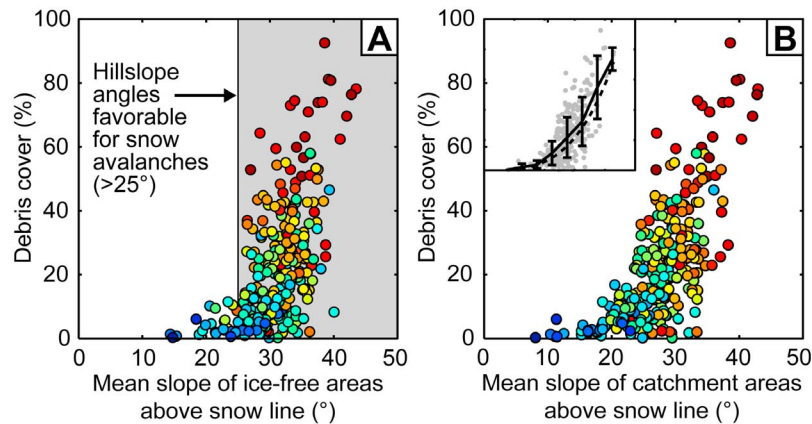 A
Debris cover (%)
100
80
60
40
20
0
Hillslope
angles
favorable
for snow
avalanches
(>25°)
0 10 20 30 40 50
Mean slope of ice-free areas
above snow line (°)
B
Debris cover (%)
100
80
60
40
20
0
0 10 20 30 40 50
Mean slope of catchment areas
above snow line (°)